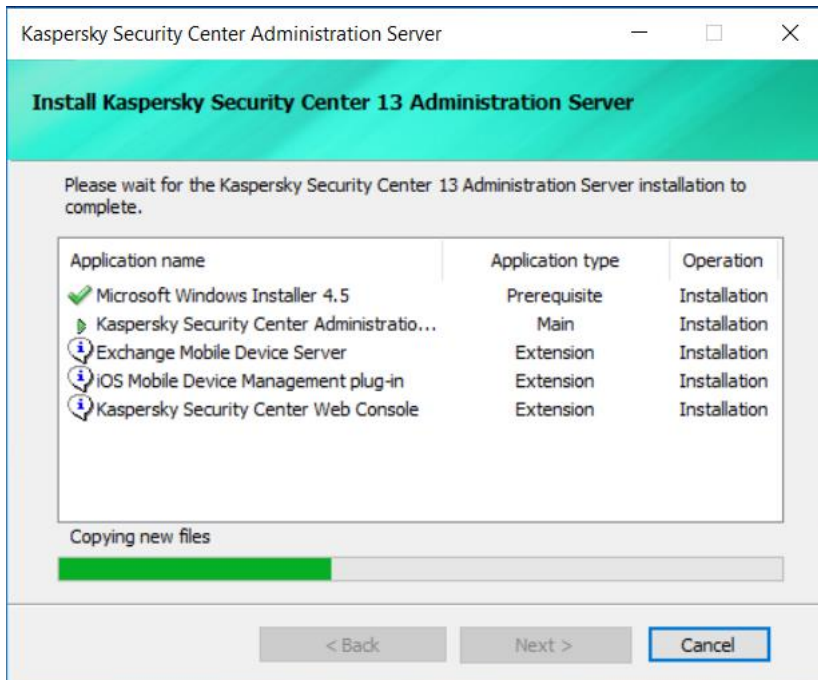 Kaspersky Security Center Administration Server
Install Kaspersky Security Center 13 Administration Server
Please wait for the Kaspersky Security Center 13 Administration Server installation to
complete.
Application name Application type Operation
Microsoft Windows Installer 4.5 Prerequisite Installation
Kaspersky Security Center Administratio... Main Installation
Exchange Mobile Device Server Extension Installation
iOS Mobile Device Management plug-in Extension Installation
Kaspersky Security Center Web Console Extension Installation
Copying new files
< Back Next > Cancel